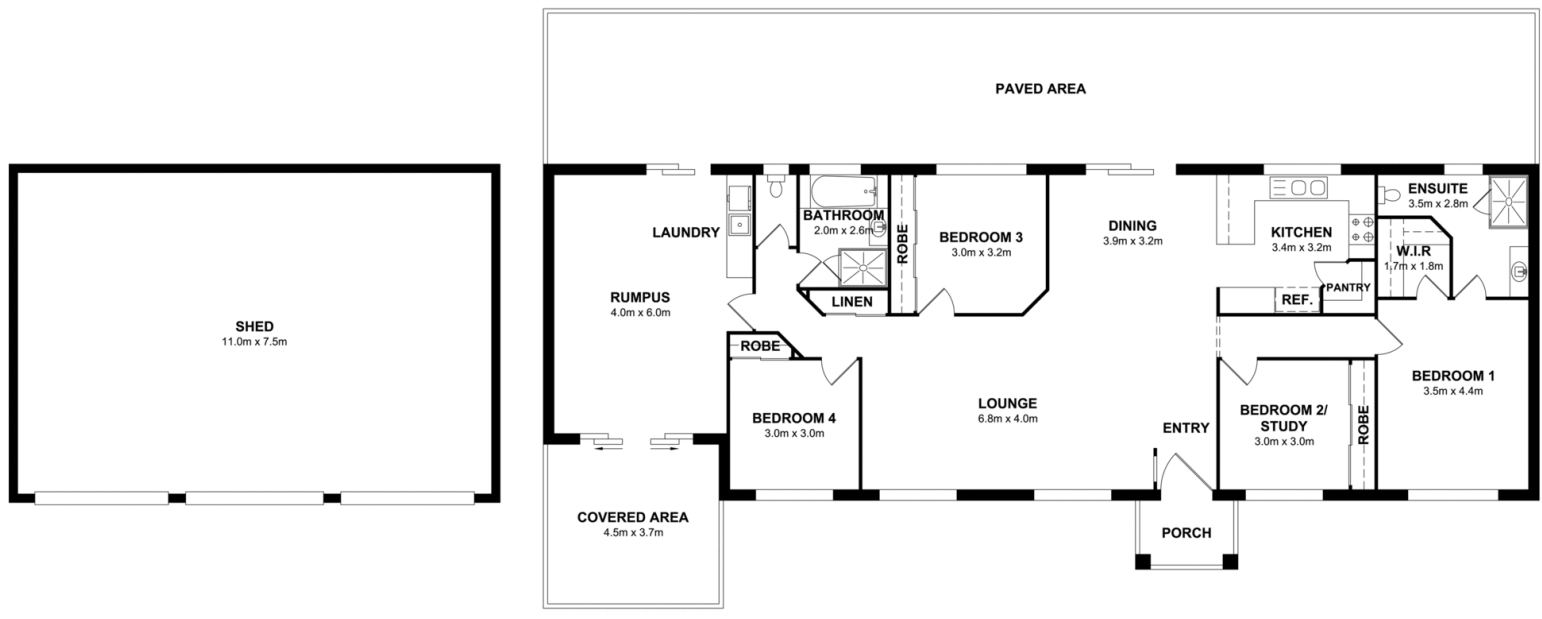 PAVED AREA
SHED
11.0m x 7.5m
RUMPUS
4.0m x 6.0m
LAUNDRY
BATHROOM
2.0m x 2.6m
LINEN
ROBE
BEDROOM 4
3.0m x 3.0m
COVERED AREA
4.5m x 3.7m
ROBE
BEDROOM 3
3.0m x 3.2m
DINING
3.9m x 3.2m
LOUNGE
6.8m x 4.0m
ENTRY
PORCH
KITCHEN
3.4m x 3.2m
PANTRY
REF.
ENSUITE
3.5m x 2.8m
W.I.R
1.7m x 1.8m
BEDROOM 1
3.5m x 4.4m
BEDROOM 2/
STUDY
3.0m x 3.0m
ROBE